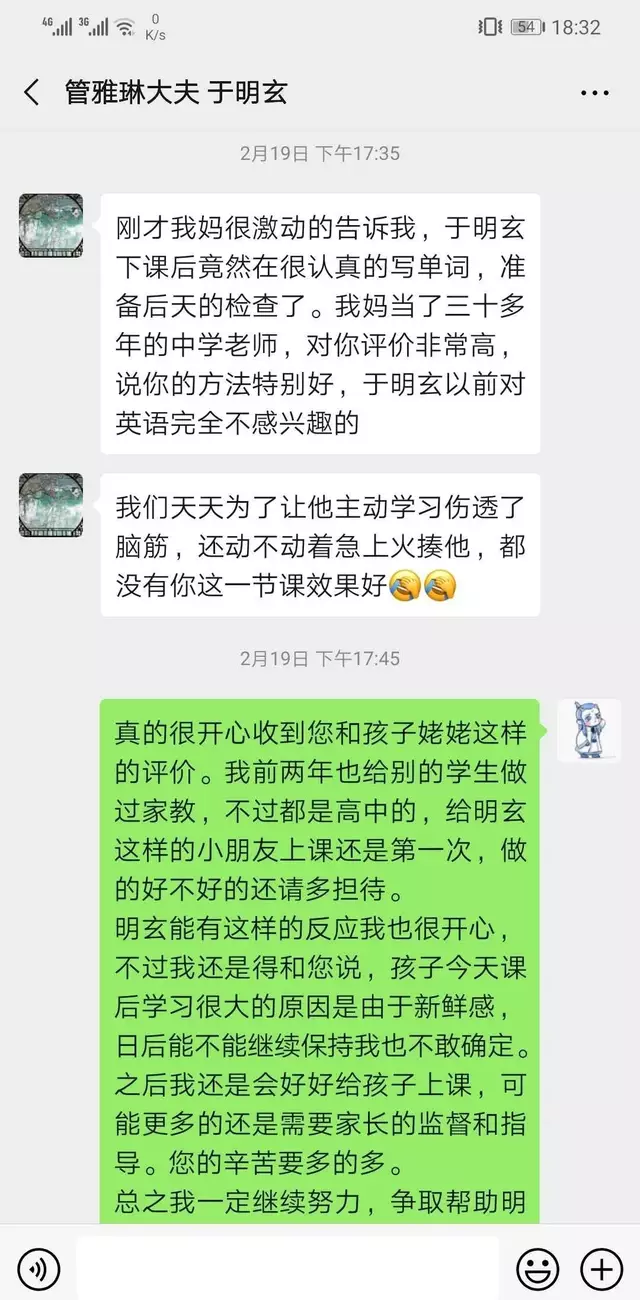 4G 3G 0 K/s 54 18:32
管雅琳大夫 于明玄
2月19日 下午17:35
刚才我妈很激动的告诉我，于明玄
下课后竟然在很认真的写单词，准
备后天的检查了。我妈当了三十多
年的中学老师，对你评价非常高，
说你的方法特别好，于明玄以前对
英语完全不感兴趣的
我们天天为了让他主动学习伤透了
脑筋，还动不动着急上火揍他，都
没有你这一节课效果好🤦🤦
2月19日 下午17:45
真的很开心收到您和孩子姥姥这样
的评价。我前两年也给别的学生做
过家教，不过都是高中的，给明玄
这样的小朋友上课还是第一次，做
的好不好的还请多担待。
明玄能有这样的反应我也很开心，
不过我还是得和您说，孩子今天课
后学习很大的原因是由于新鲜感，
日后能不能继续保持我也不敢确定。
之后我还是会好好给孩子上课，可
能更多的还是需要家长的监督和指
导。您的辛苦要多的多。
总之我一定继续努力，争取帮助明